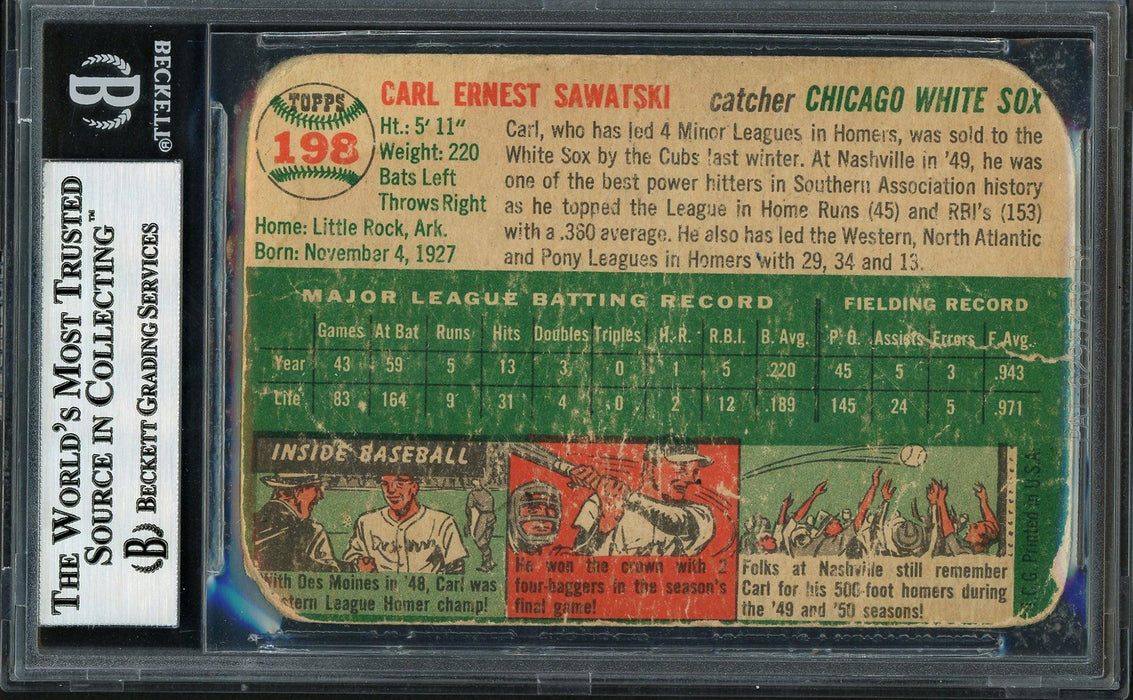 BECKETT®
B
THE WORLD'S MOST TRUSTED
SOURCE IN COLLECTING™
B BECKETT GRADING SERVICES
TOPPS
198
CARL ERNEST SAWATSKI catcher CHICAGO WHITE SOX
Ht.: 5' 11"
Weight: 220
Bats Left
Throws Right
Home: Little Rock, Ark.
Born: November 4, 1927
Carl, who has led 4 Minor Leagues in Homers, was sold to the
White Sox by the Cubs last winter. At Nashville in '49, he was
one of the best power hitters in Southern Association history
as he topped the League in Home Runs (45) and RBI's (153)
with a .360 average. He also has led the Western, North Atlantic
and Pony Leagues in Homers with 29, 34 and 13.
MAJOR LEAGUE BATTING RECORD FIELDING RECORD
Games At Bat Runs Hits Doubles Triples H.R. R.B.I. B. Avg. P.O. Assists Errors F. Avg.
Year 43 59 5 13 3 0 1 5 .220 45 5 3 .943
Life 83 164 9 31 4 0 2 12 .189 145 24 5 .971
INSIDE BASEBALL
Des Moines
With Des Moines in '48, Carl was
stern League Homer champ!
He won the crown with 2
four-baggers in the season's
final game!
Folks at Nashville still remember
Carl for his 500-foot homers during
the '49 and '50 seasons!
T.C.G. Printed in U.S.A.